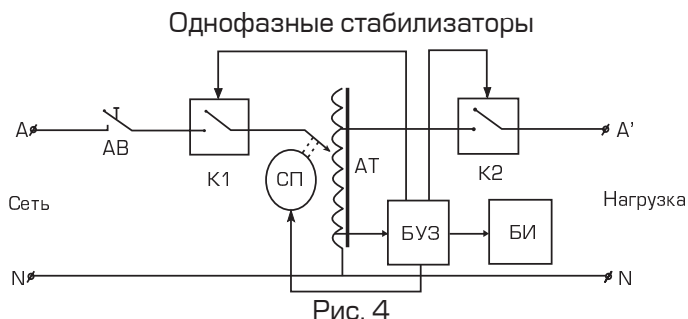 Однофазные стабилизаторы
A
АВ
К1
СП
АТ
К2
A'
Сеть
Нагрузка
БУЗ
БИ
N
N
Рис. 4